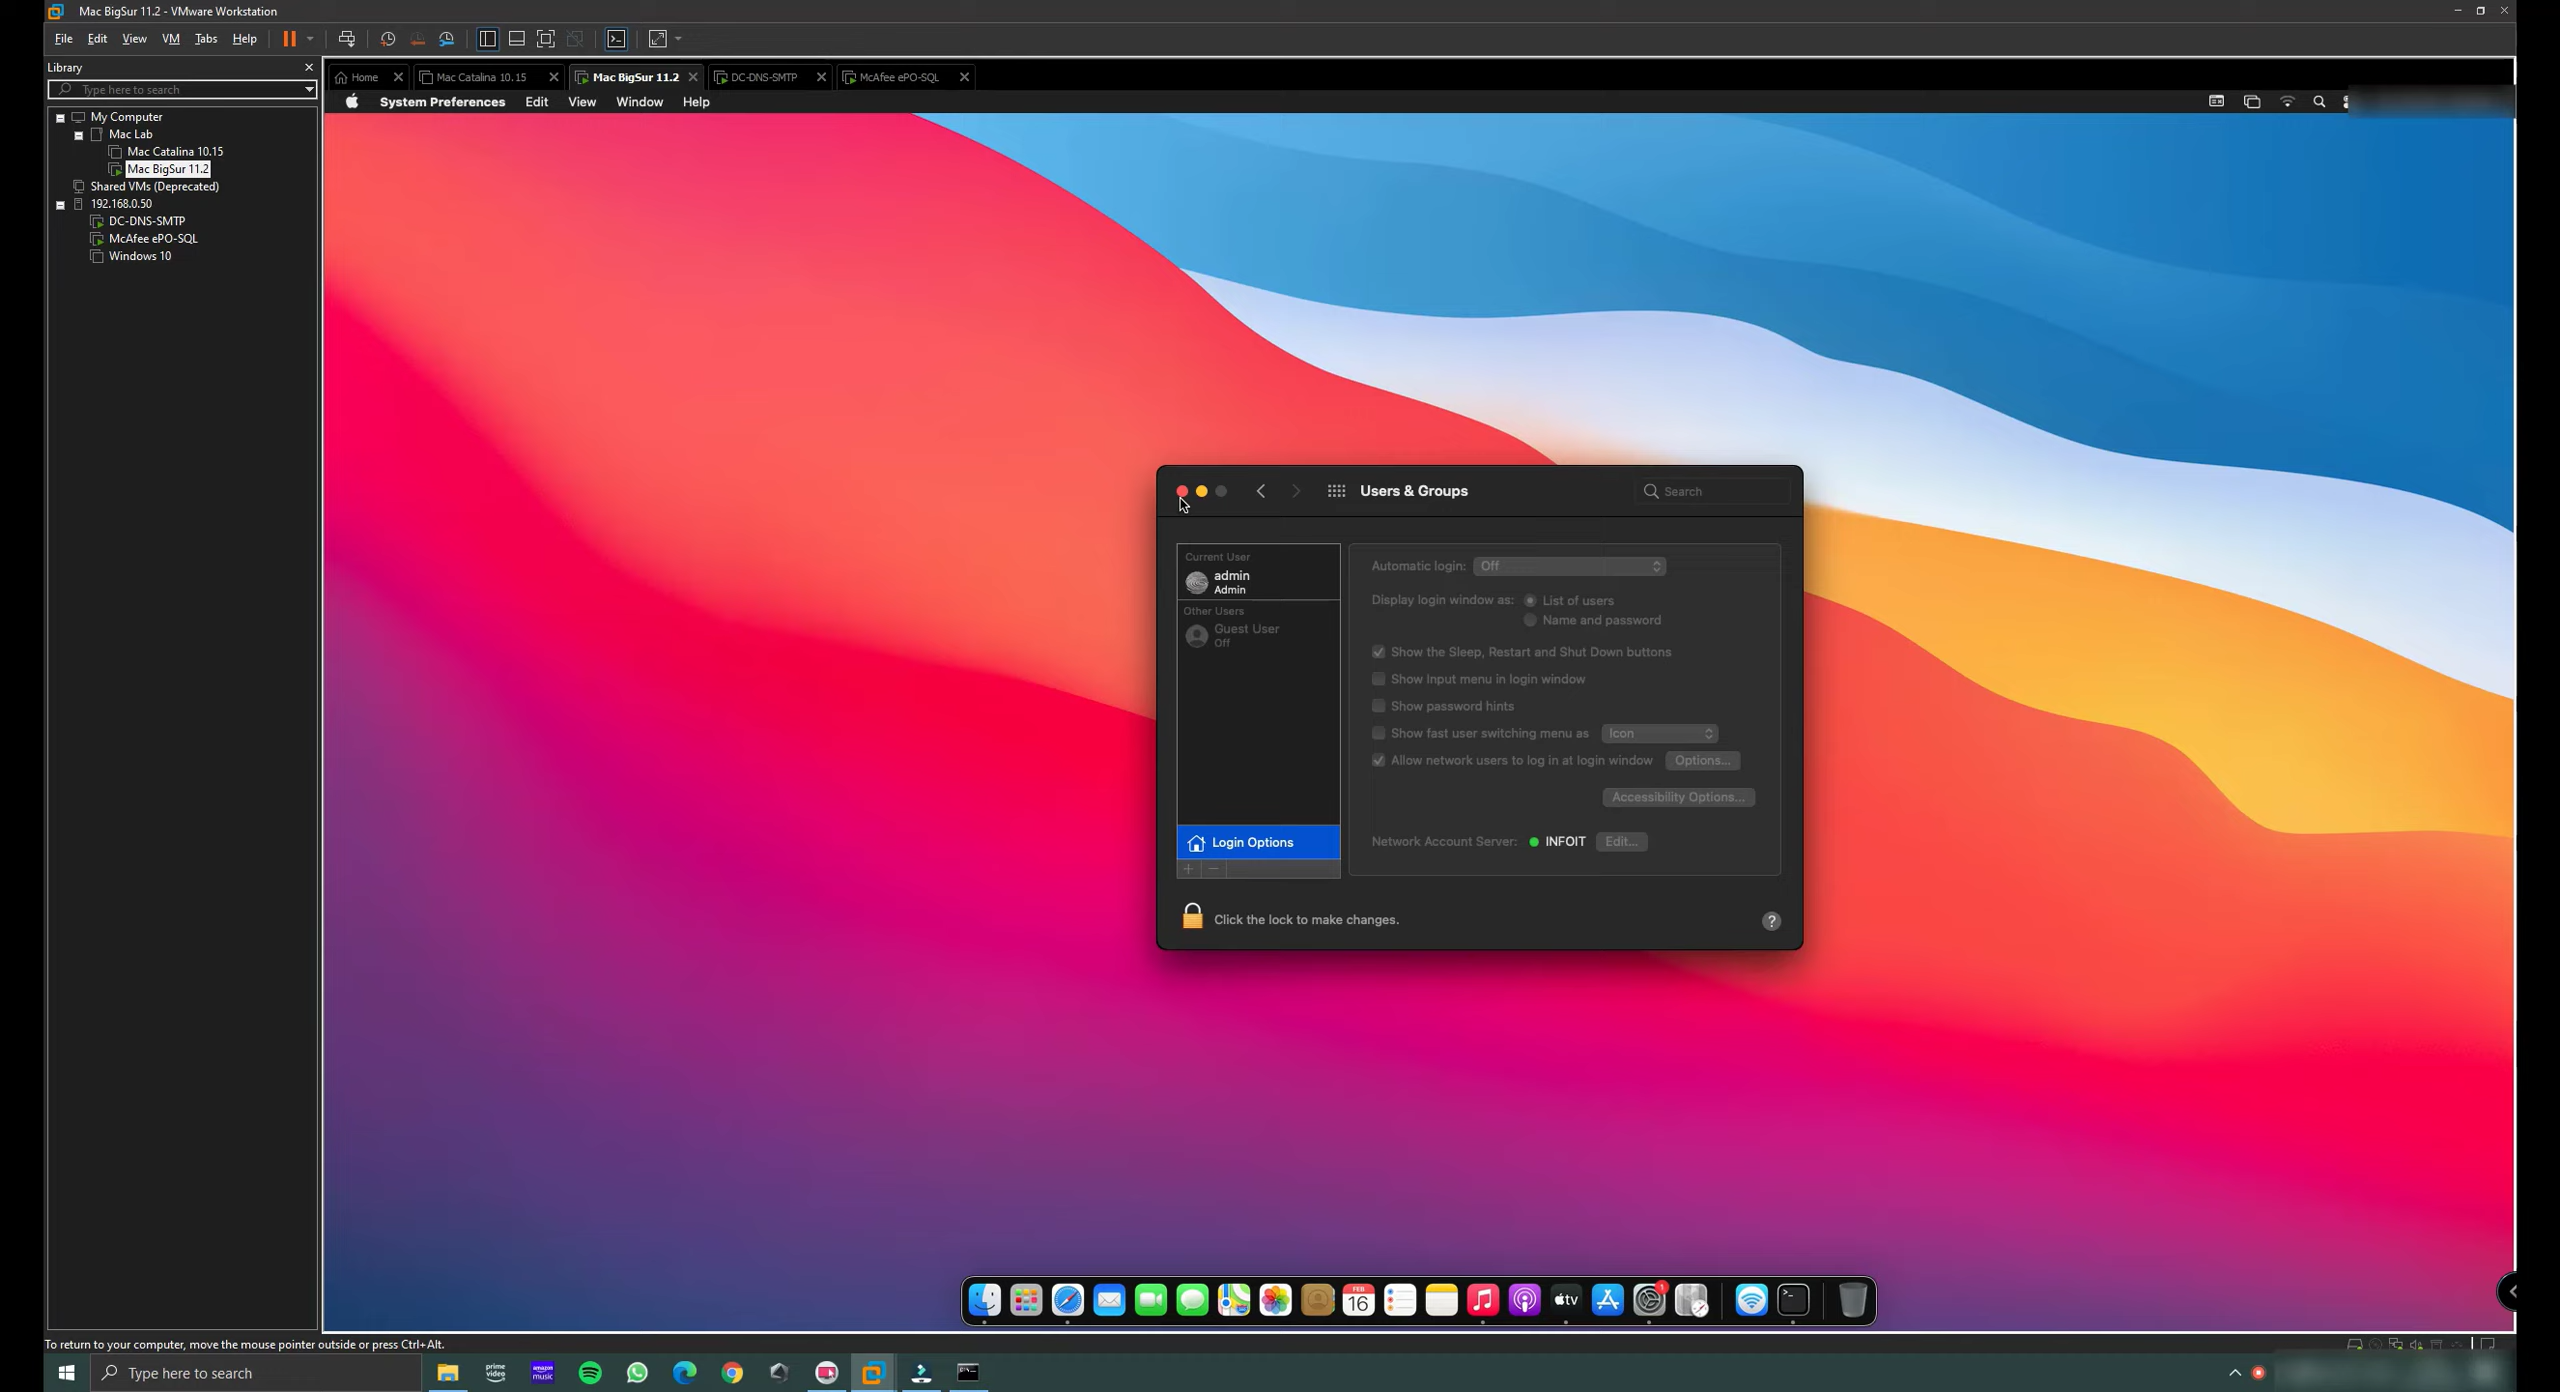 Mac BigSur 11.2 - VMware Workstation
File Edit View VM Tabs Help
Library
Type here to search
My Computer
Mac Lab
Mac Catalina 10.15
Mac BigSur 11.2
Shared VMs (Deprecated)
192.168.0.50
DC-DNS-SMTP
McAfee ePO-SQL
Windows 10
Home Mac Catalina 10.15 Mac BigSur 11.2 DC-DNS-SMTP McAfee ePO-SQL
System Preferences Edit View Window Help
Users & Groups
Search
Current User
admin
Admin
Other Users
Guest User
Off
Login Options
Automatic login: Off
Display login window as: List of users
Name and password
Show the Sleep, Restart and Shut Down buttons
Show Input menu in login window
Show password hints
Show fast user switching menu as Icon
Allow network users to log in at login window Options...
Accessibility Options...
Network Account Server: INFOIT Edit...
Click the lock to make changes.
?
FEB
16
tv
1
To return to your computer, move the mouse pointer outside or press Ctrl+Alt.
Type here to search
prime
video
amazon
music